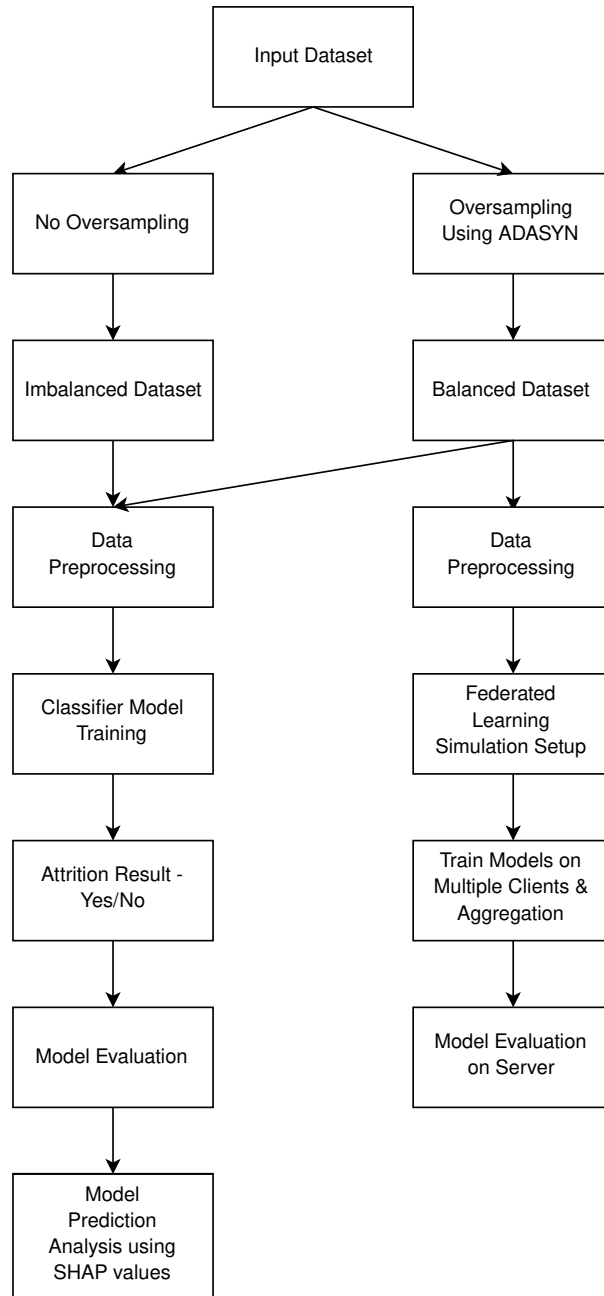 Input Dataset
No Oversampling
Oversampling
Using ADASYN
Imbalanced Dataset
Balanced Dataset
Data
Preprocessing
Data
Preprocessing
Classifier Model
Training
Federated
Learning
Simulation Setup
Attrition Result -
Yes/No
Train Models on
Multiple Clients &
Aggregation
Model Evaluation
Model Evaluation
on Server
Model
Prediction
Analysis using
SHAP values